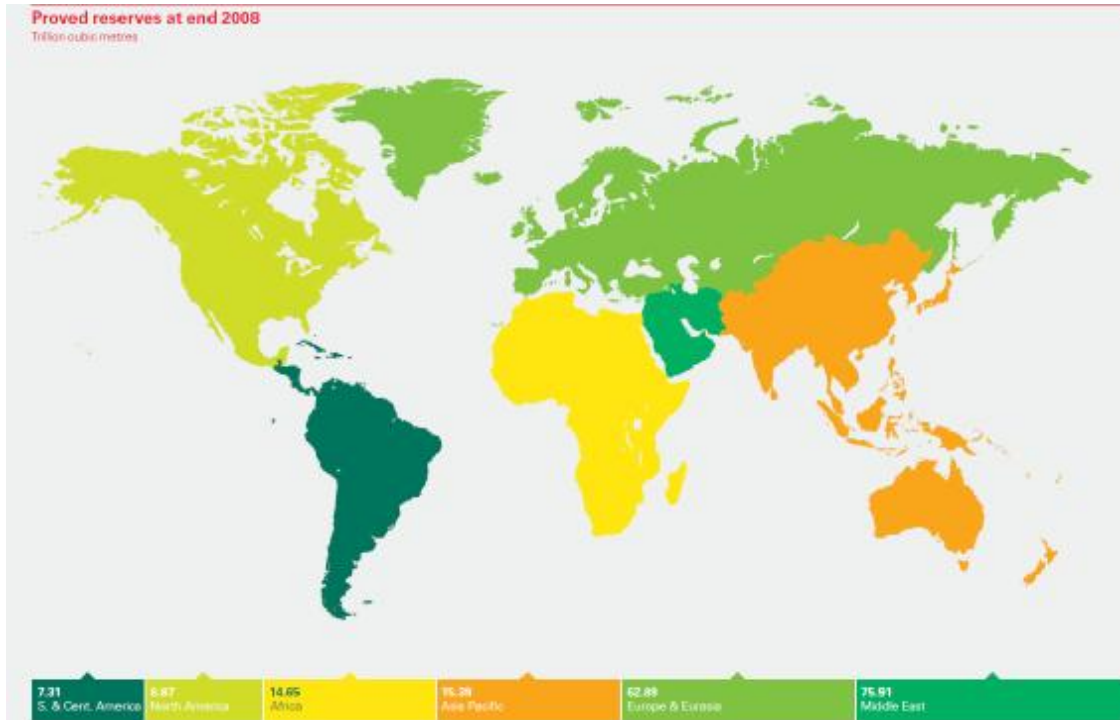 Proved reserves at end 2008
Trillion cubic metres
7.31
S. & Cent. America
8.87
North America
14.65
Africa
15.39
Asia Pacific
62.89
Europe & Eurasia
75.91
Middle East